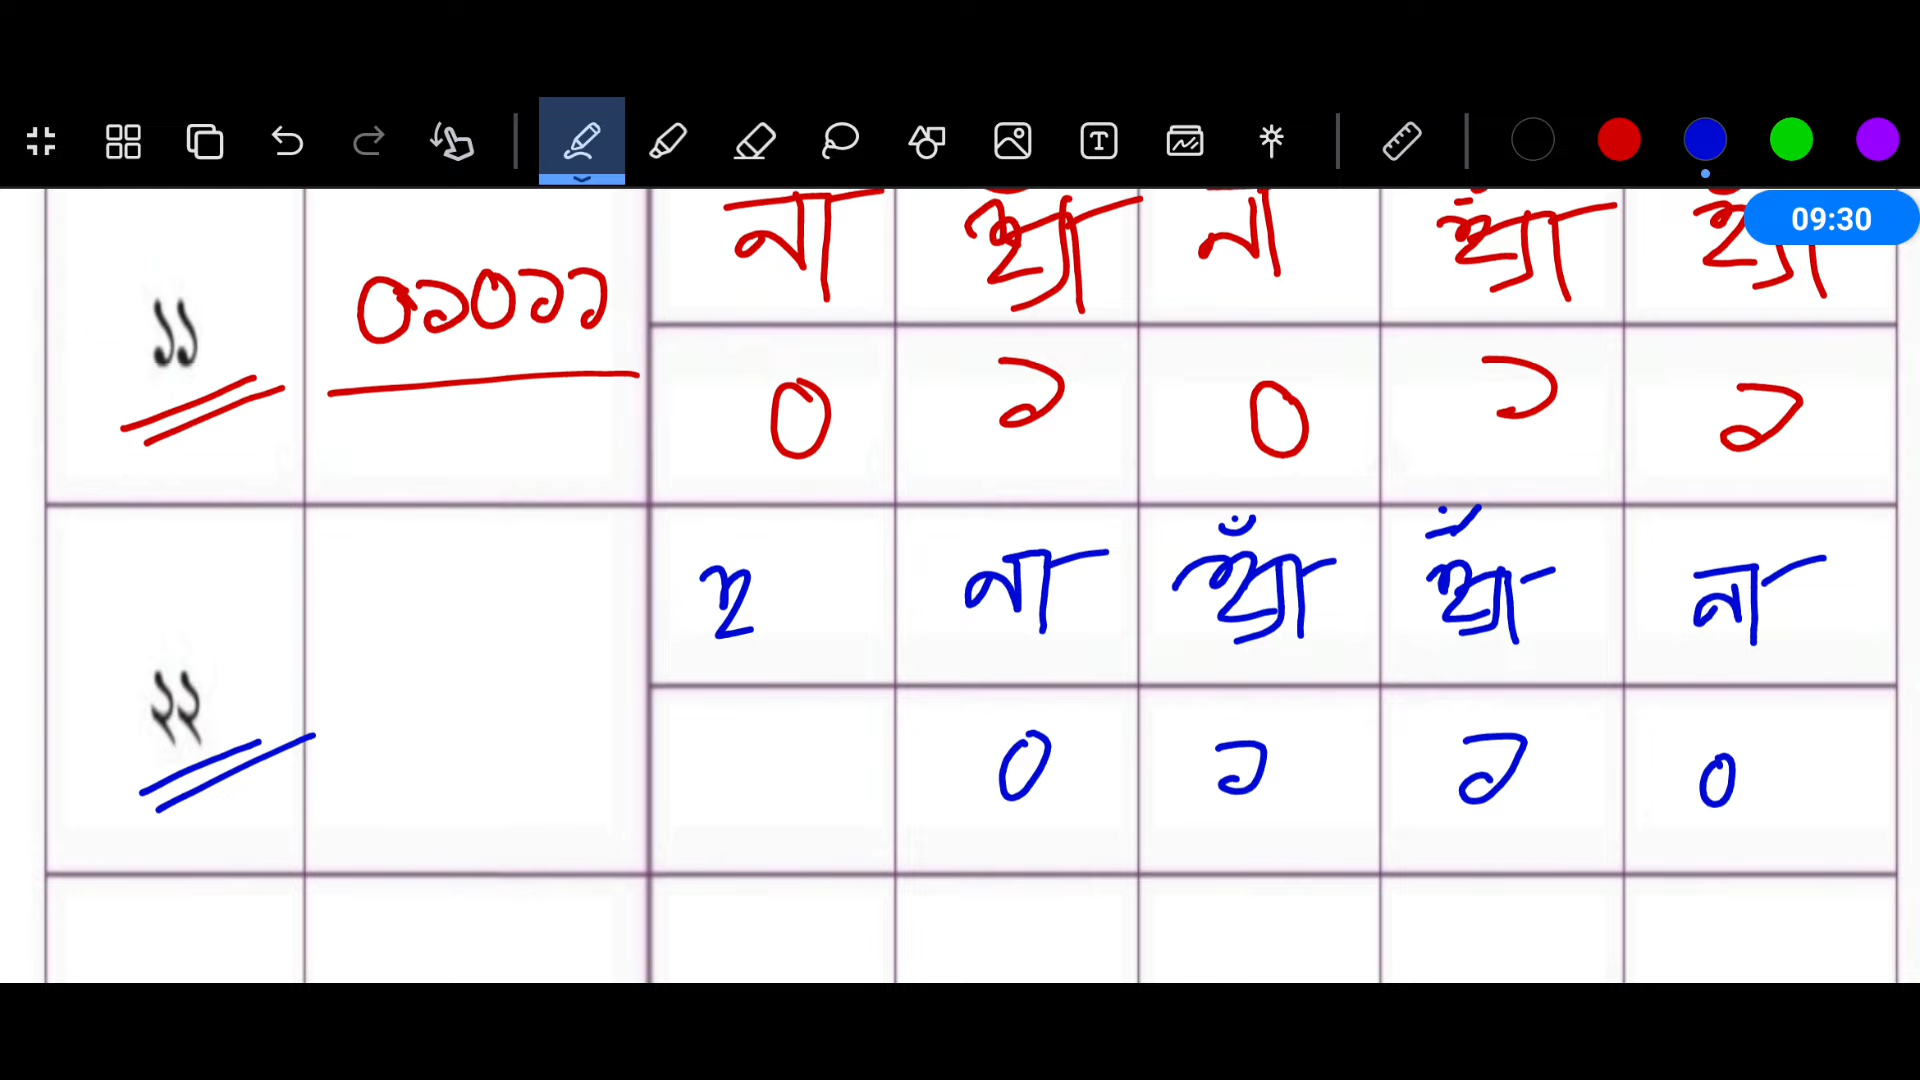 09:30
না হ্যাঁ না হ্যাঁ হ্যাঁ
১১ ০১০১১
০ ১ ০ ১ ১
হ না হ্যাঁ হ্যাঁ না
২২
০ ১ ১ ০